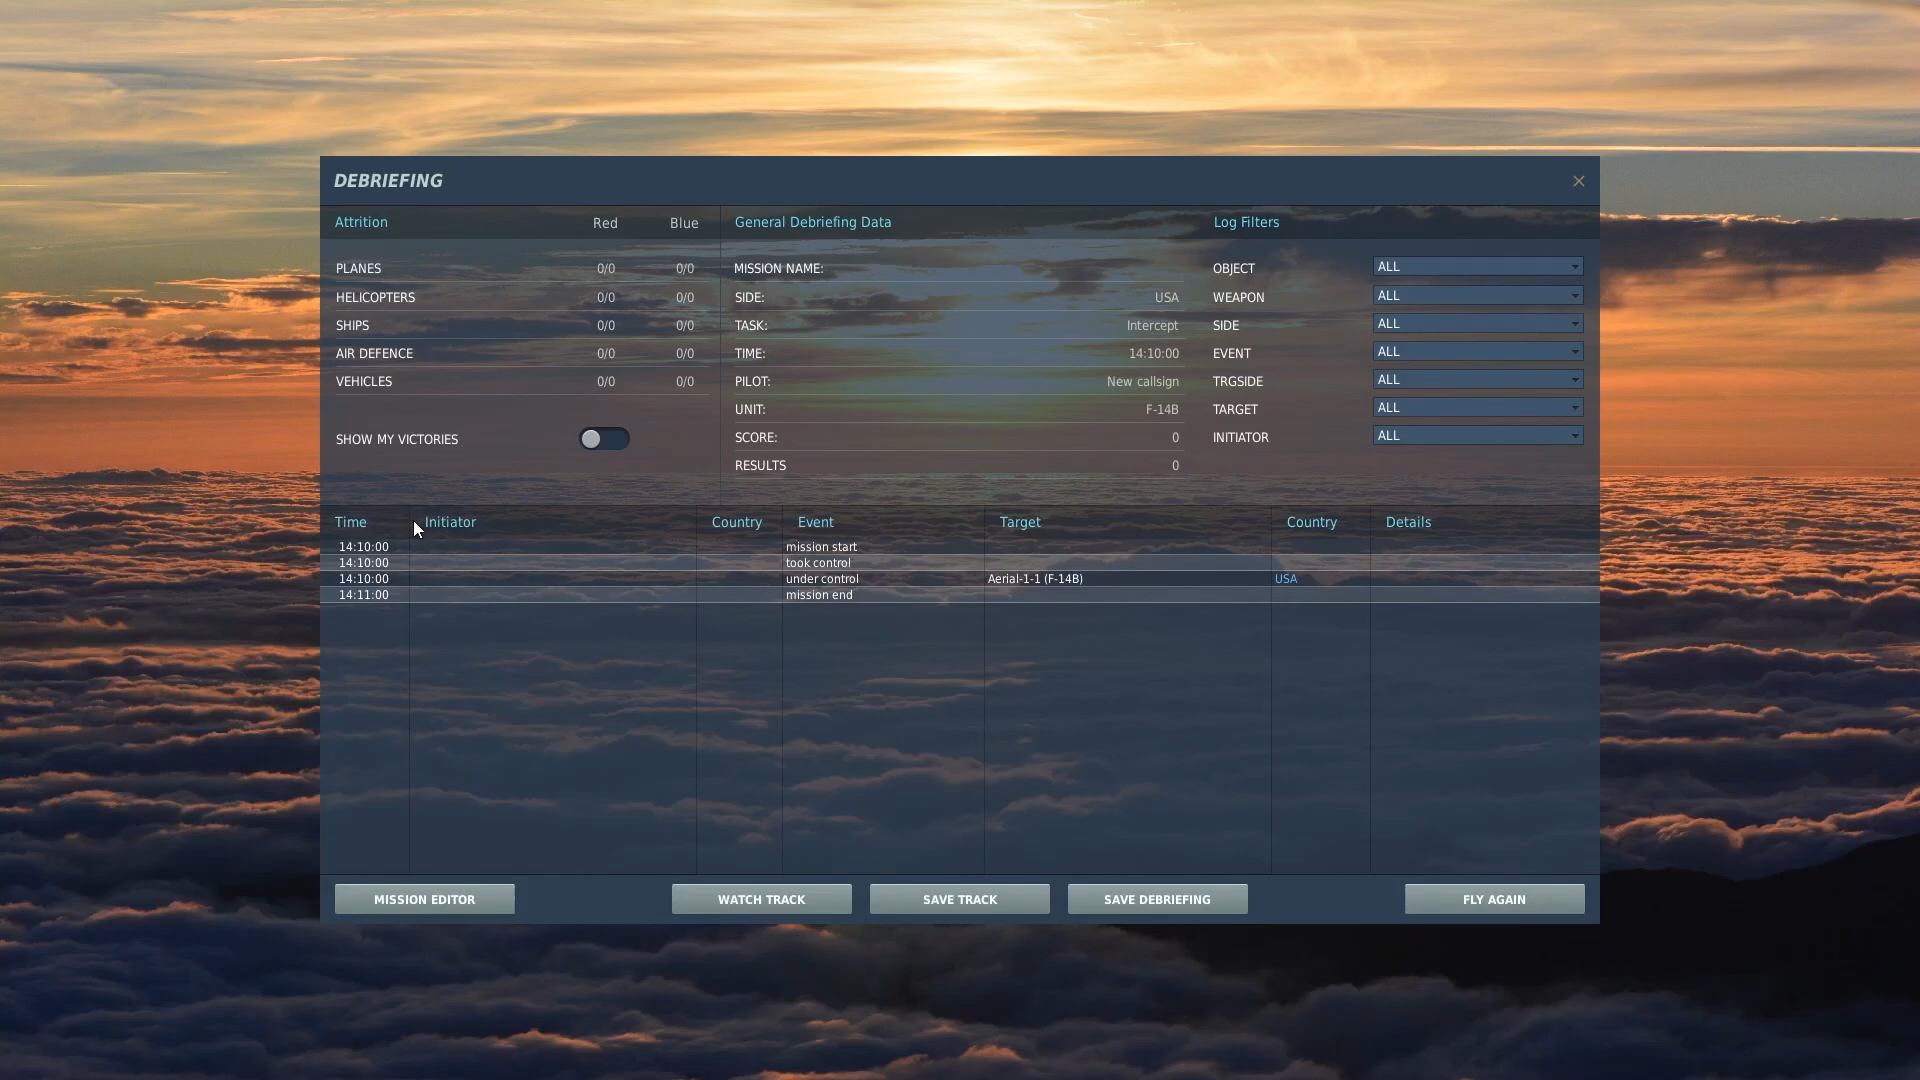 DEBRIEFING
Attrition Red Blue General Debriefing Data Log Filters
PLANES 0/0 0/0 MISSION NAME: OBJECT ALL
HELICOPTERS 0/0 0/0 SIDE: USA WEAPON ALL
SHIPS 0/0 0/0 TASK: Intercept SIDE ALL
AIR DEFENCE 0/0 0/0 TIME: 14:10:00 EVENT ALL
VEHICLES 0/0 0/0 PILOT: New callsign TRGSIDE ALL
UNIT: F-14B TARGET ALL
SHOW MY VICTORIES SCORE: 0 INITIATOR ALL
RESULTS 0
Time Initiator Country Event Target Country Details
14:10:00 mission start
14:10:00 took control
14:10:00 under control Aerial-1-1 (F-14B) USA
14:11:00 mission end
MISSION EDITOR WATCH TRACK SAVE TRACK SAVE DEBRIEFING FLY AGAIN